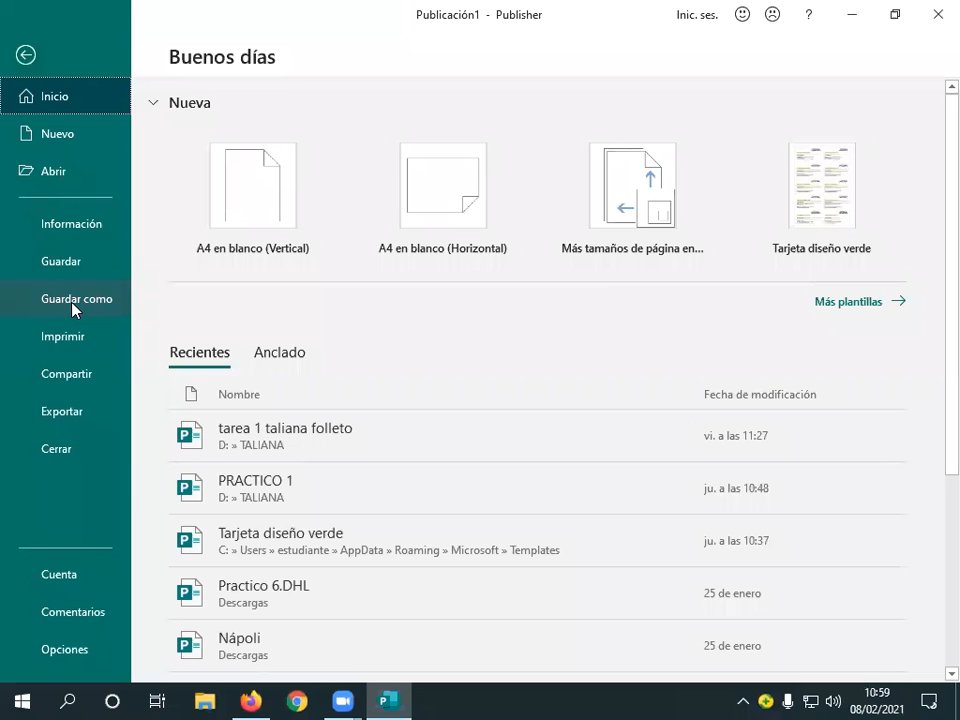 Publicación1 - Publisher
Inic. ses.
?
Buenos días
Inicio
Nuevo
Abrir
Información
Guardar
Guardar como
Imprimir
Compartir
Exportar
Cerrar
Cuenta
Comentarios
Opciones
Nueva
A4 en blanco (Vertical)
A4 en blanco (Horizontal)
Más tamaños de página en...
Tarjeta diseño verde
Más plantillas
Recientes
Anclado
Nombre
Fecha de modificación
tarea 1 taliana folleto
D: » TALIANA
vi. a las 11:27
PRACTICO 1
D: » TALIANA
ju. a las 10:48
Tarjeta diseño verde
C: » Users » estudiante » AppData » Roaming » Microsoft » Templates
ju. a las 10:37
Practico 6.DHL
Descargas
25 de enero
Nápoli
Descargas
25 de enero
10:59
08/02/2021